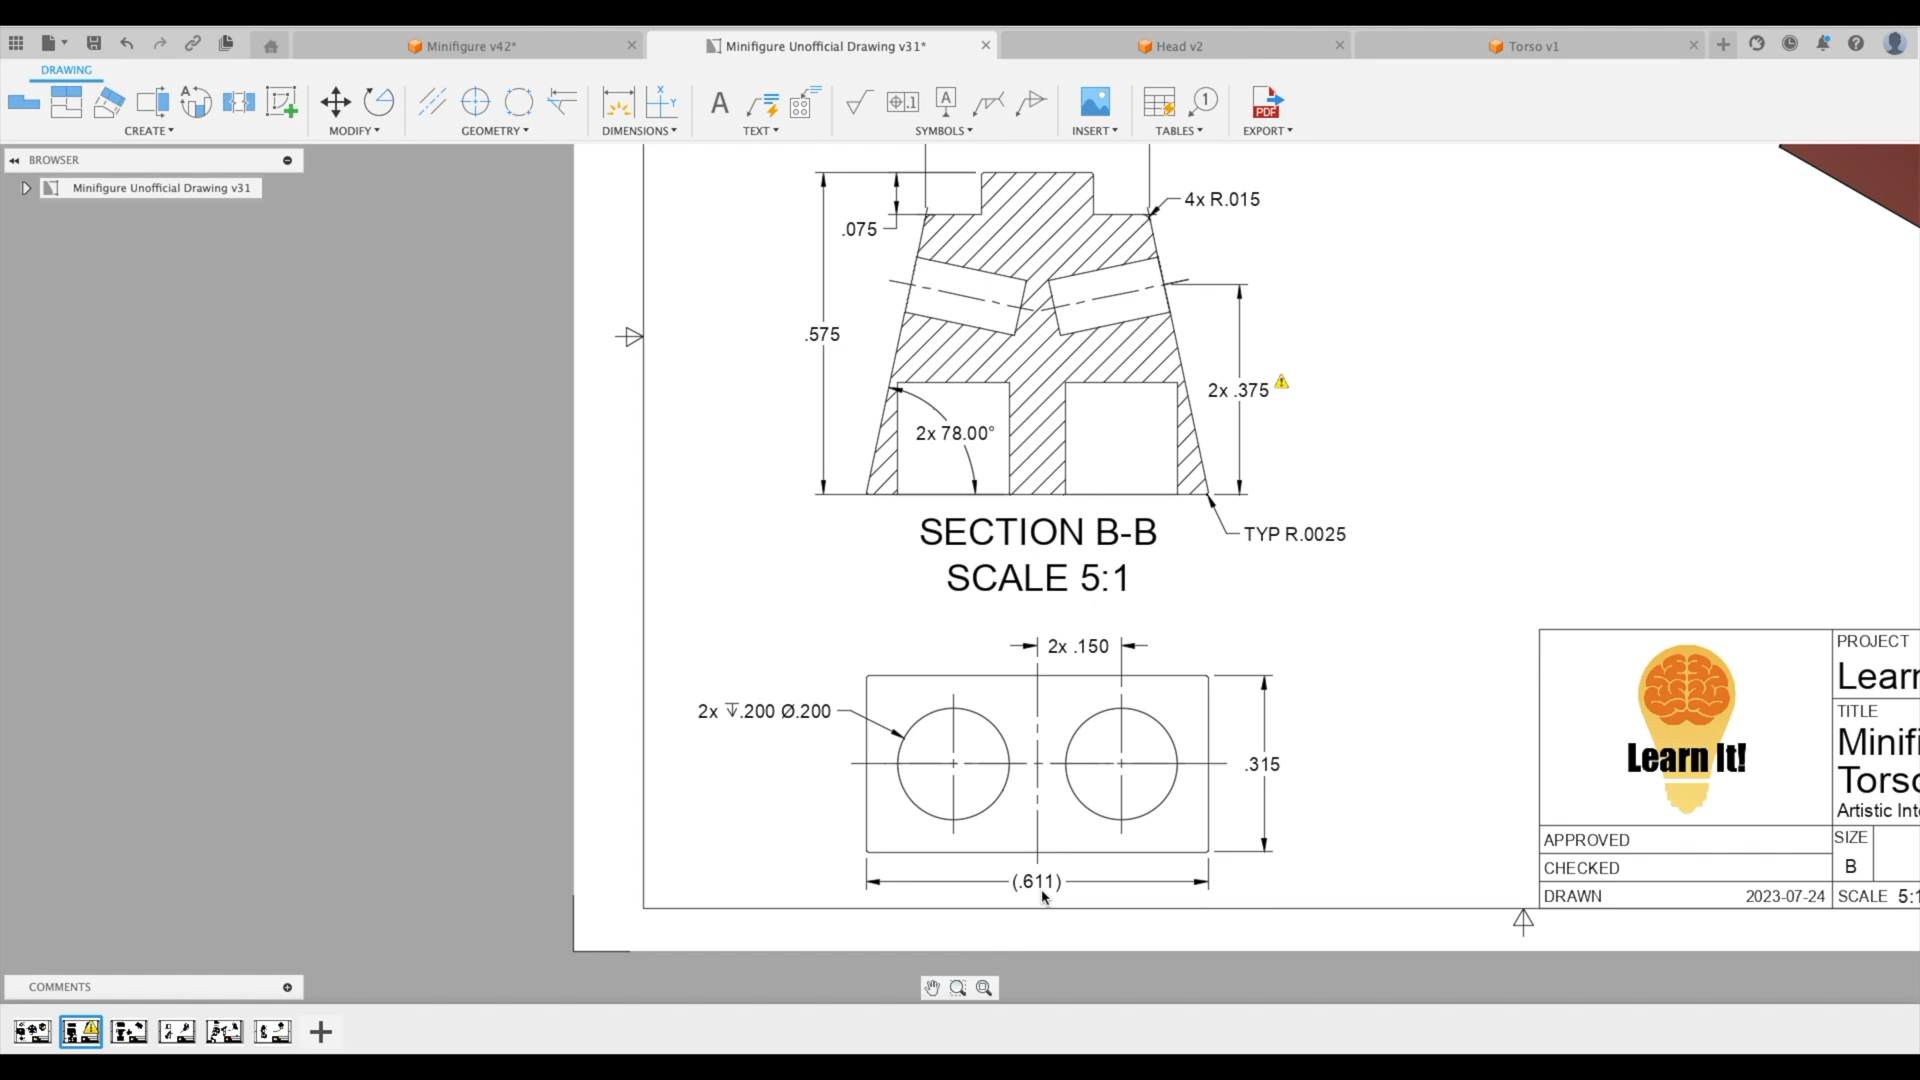 Minifigure v42*
Minifigure Unofficial Drawing v31*
Head v2
Torso v1
DRAWING
CREATE
MODIFY
GEOMETRY
DIMENSIONS
TEXT
SYMBOLS
INSERT
TABLES
EXPORT
BROWSER
Minifigure Unofficial Drawing v31
.075
4x R.015
.575
2x .375
2x 78.00°
TYP R.0025
SECTION B-B
SCALE 5:1
2x .150
2x ↧.200 Ø.200
.315
(.611)
Learn It!
PROJECT
Learn
TITLE
Minifi
Torso
Artistic Inte
APPROVED
SIZE
CHECKED
B
DRAWN 2023-07-24 SCALE 5:1
COMMENTS